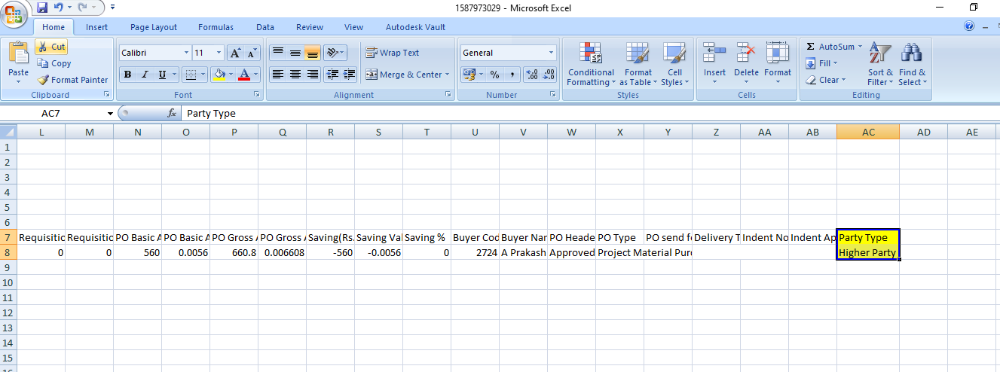 1587973029 - Microsoft Excel
Home Insert Page Layout Formulas Data Review View Autodesk Vault
Cut
Copy
Format Painter
Paste
Clipboard
Calibri 11
B I U
Font
Wrap Text
Merge & Center
Alignment
General
% ,
Number
Conditional Formatting
Format as Table
Cell Styles
Styles
Insert Delete Format
Cells
Σ AutoSum
Fill
Clear
Sort & Filter
Find & Select
Editing
AC7 fx Party Type
L M N O P Q R S T U V W X Y Z AA AB AC AD AE
1
2
3
4
5
6
7 Requisitic Requisitic PO Basic A PO Basic A PO Gross A PO Gross A Saving(Rs. Saving Val Saving % Buyer Cod Buyer Nar PO Heade PO Type PO send fo Delivery T Indent No Indent Ap Party Type
8 0 0 560 0.0056 660.8 0.006608 -560 -0.0056 0 2724 A Prakash Approved Project Material Purc Higher Party
9
10
11
12
13
14
15
16